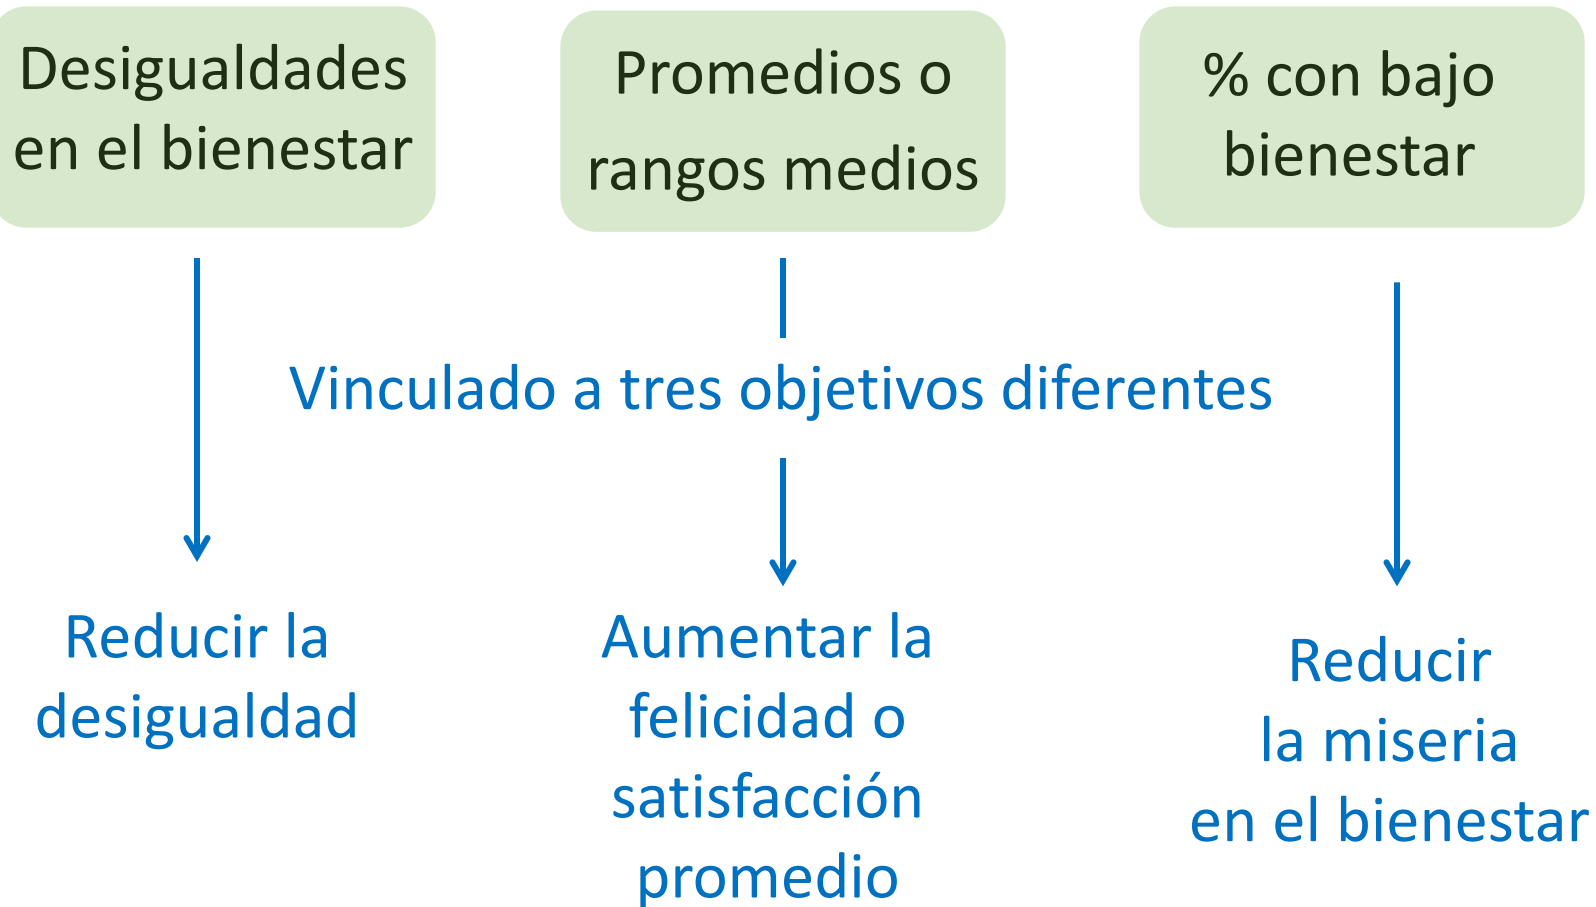 Desigualdades
en el bienestar
Promedios o
rangos medios
% con bajo
bienestar
Vinculado a tres objetivos diferentes
Reducir la
desigualdad
Aumentar la
felicidad o
satisfacción
promedio
Reducir
la miseria
en el bienestar